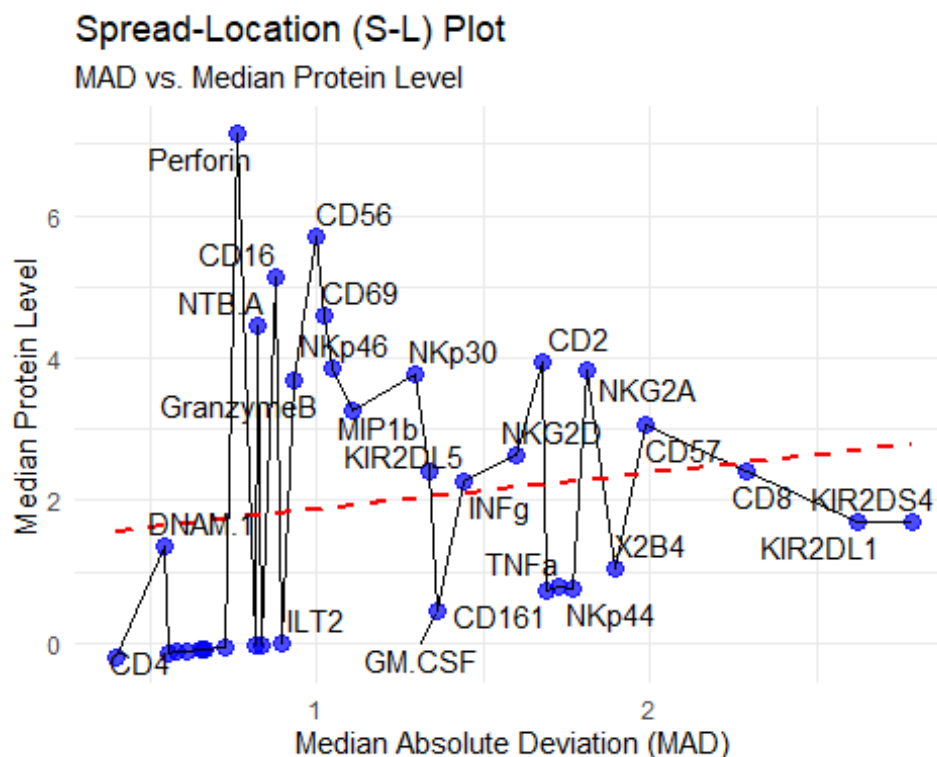 Spread-Location (S-L) Plot
MAD vs. Median Protein Level
Perforin
CD56
CD16
CD69
NTB.A
NKp46
NKp30
CD2
NKG2A
GranzymeB
MIP1b
KIR2DL5
NKG2D
CD57
INFg
CD8
KIR2DS4
KIR2DL1
DNAM.1
X2B4
TNFa
ILT2
CD161
NKp44
CD4
GM.CSF
6
4
2
0
Median Protein Level
1
2
Median Absolute Deviation (MAD)